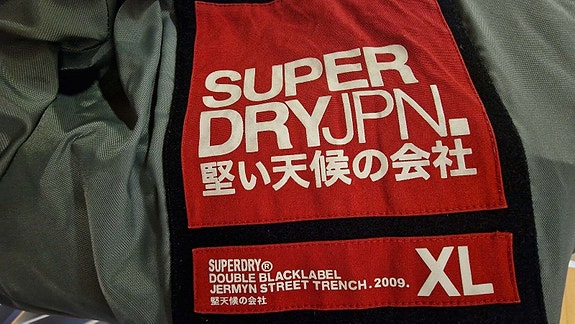 SUPER
DRYJPN.
堅い天候の会社
SUPERDRY®
DOUBLE BLACKLABEL
JERMYN STREET TRENCH.2009.
堅天候の会社
XL